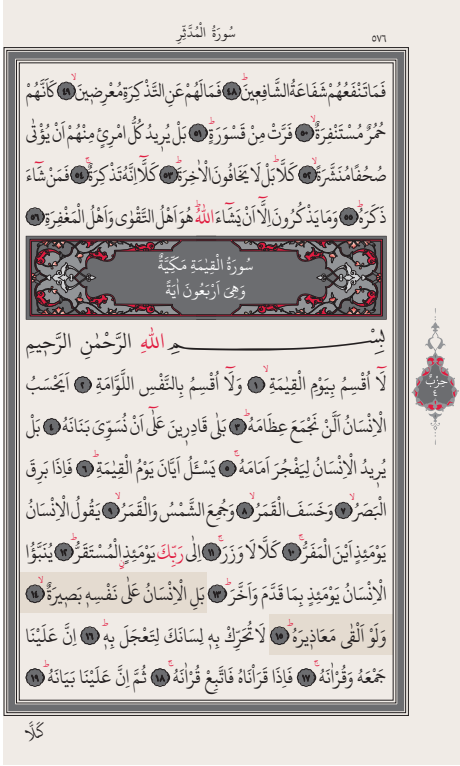 سُورَةُ الْمُدَّثِّرِ
٥٧٦
فَمَا تَنْفَعُهُمْ شَفَاعَةُ الشَّافِعِينَۜ ﴿٤٨﴾ فَمَا لَهُمْ عَنِ التَّذْكِرَةِ مُعْرِضِينَۙ ﴿٤٩﴾ كَاَنَّهُمْ
حُمُرٌ مُسْتَنْفِرَةٌۙ ﴿٥٠﴾ فَرَّتْ مِنْ قَسْوَرَةٍۜ ﴿٥١﴾ بَلْ يُرِيدُ كُلُّ امْرِئٍ مِنْهُمْ اَنْ يُؤْتٰى
صُحُفًا مُنَشَّرَةًۙ ﴿٥٢﴾ كَلَّاۜ بَلْ لَا يَخَافُونَ الْاٰخِرَةَۜ ﴿٥٣﴾ كَلَّٓا اِنَّهُ تَذْكِرَةٌۚ ﴿٥٤﴾ فَمَنْ شَٓاءَ
ذَكَرَهُۜ ﴿٥٥﴾ وَمَا يَذْكُرُونَ اِلَّٓا اَنْ يَشَٓاءَ اللّٰهُۜ هُوَ اَهْلُ التَّقْوٰى وَاَهْلُ الْمَغْفِرَةِ ﴿٥٦﴾
سُورَةُ الْقِيٰمَةِ مَكِّيَّةٌ
وَهِيَ اَرْبَعُونَ اٰيَةً
بِسْمِ اللّٰهِ الرَّحْمٰنِ الرَّحِيمِ
لَٓا اُقْسِمُ بِيَوْمِ الْقِيٰمَةِۙ ﴿١﴾ وَلَٓا اُقْسِمُ بِالنَّفْسِ اللَّوَّامَةِ ﴿٢﴾ اَيَحْسَبُ
الْاِنْسَانُ اَلَّنْ نَجْمَعَ عِظَامَهُۜ ﴿٣﴾ بَلٰى قَادِرِينَ عَلٰٓى اَنْ نُسَوِّيَ بَنَانَهُ ﴿٤﴾ بَلْ
يُرِيدُ الْاِنْسَانُ لِيَفْجُرَ اَمَامَهُۚ ﴿٥﴾ يَسْـَٔلُ اَيَّانَ يَوْمُ الْقِيٰمَةِۜ ﴿٦﴾ فَاِذَا بَرِقَ
الْبَصَرُۙ ﴿٧﴾ وَخَسَفَ الْقَمَرُۙ ﴿٨﴾ وَجُمِعَ الشَّمْسُ وَالْقَمَرُۙ ﴿٩﴾ يَقُولُ الْاِنْسَانُ
يَوْمَئِذٍ اَيْنَ الْمَفَرُّۚ ﴿١٠﴾ كَلَّا لَا وَزَرَۜ ﴿١١﴾ اِلٰى رَبِّكَ يَوْمَئِذٍۨ الْمُسْتَقَرُّۜ ﴿١٢﴾ يُنَبَّؤُا
الْاِنْسَانُ يَوْمَئِذٍ بِمَا قَدَّمَ وَاَخَّرَۜ ﴿١٣﴾ بَلِ الْاِنْسَانُ عَلٰى نَفْسِهِ بَصِيرَةٌۙ ﴿١٤﴾
وَلَوْ اَلْقٰى مَعَاذِيرَهُۜ ﴿١٥﴾ لَا تُحَرِّكْ بِهِ لِسَانَكَ لِتَعْجَلَ بِهِۜ ﴿١٦﴾ اِنَّ عَلَيْنَا
جَمْعَهُ وَقُرْاٰنَهُۚ ﴿١٧﴾ فَاِذَا قَرَأْنَاهُ فَاتَّبِعْ قُرْاٰنَهُۚ ﴿١٨﴾ ثُمَّ اِنَّ عَلَيْنَا بَيَانَهُۜ ﴿١٩﴾
حِزْبٌ
٤
كَلَّا